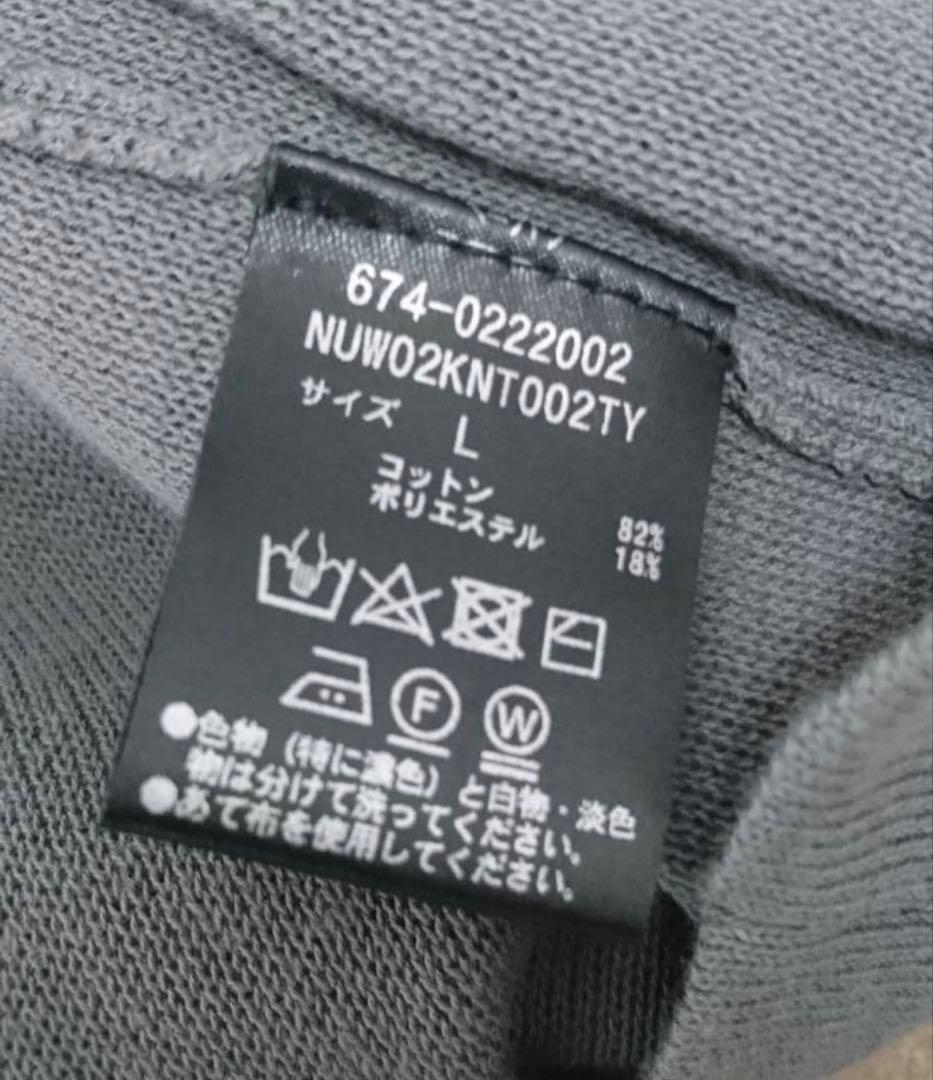 674-0222002
NUW02KNT002TY
サイズ L
コットン 82%
ポリエステル 18%
F W
●色物（特に濃色）と白物・淡色
物は分けて洗ってください。
●あて布を使用してください。